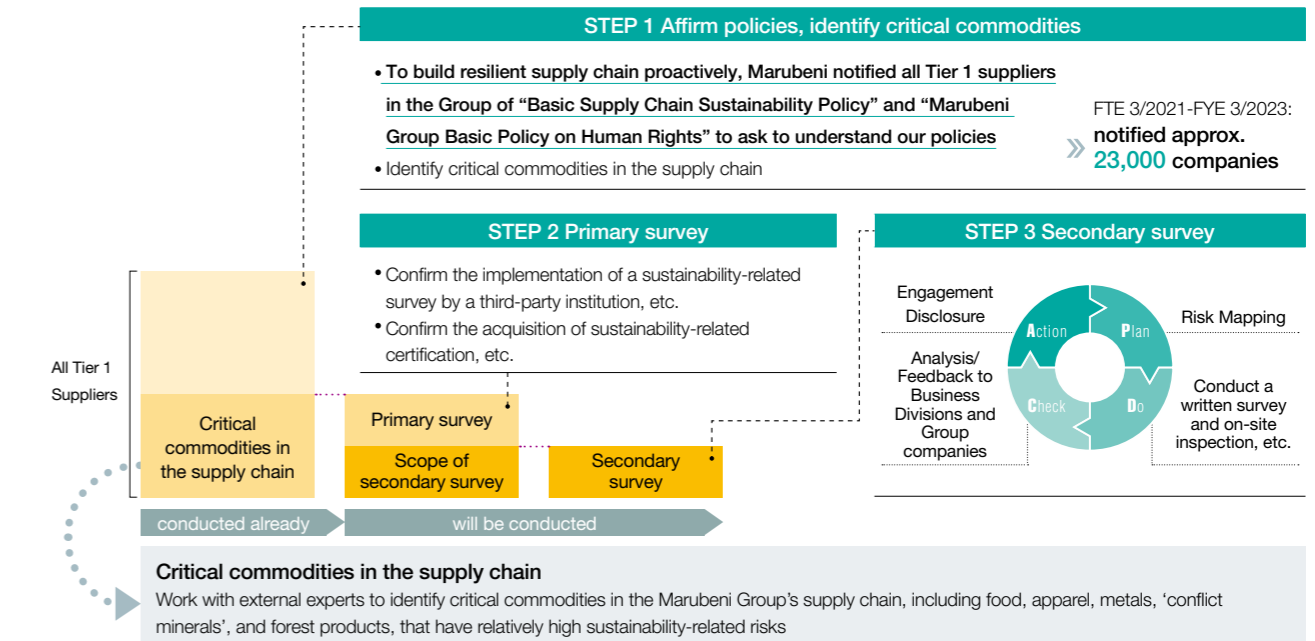 STEP 1 Affirm policies, identify critical commodities
• To build resilient supply chain proactively, Marubeni notified all Tier 1 suppliers
in the Group of “Basic Supply Chain Sustainability Policy” and “Marubeni
Group Basic Policy on Human Rights” to ask to understand our policies
• Identify critical commodities in the supply chain
FTE 3/2021-FYE 3/2023:
notified approx.
23,000 companies
STEP 2 Primary survey
• Confirm the implementation of a sustainability-related
survey by a third-party institution, etc.
• Confirm the acquisition of sustainability-related
certification, etc.
STEP 3 Secondary survey
Engagement
Disclosure
Action
Plan
Risk Mapping
Analysis/
Feedback to
Business
Divisions and
Group
companies
Check
Do
Conduct a
written survey
and on-site
inspection, etc.
All Tier 1
Suppliers
Critical
commodities in
the supply chain
Primary survey
Scope of
secondary survey
Secondary
survey
conducted already
will be conducted
Critical commodities in the supply chain
Work with external experts to identify critical commodities in the Marubeni Group’s supply chain, including food, apparel, metals, ‘conflict
minerals’, and forest products, that have relatively high sustainability-related risks